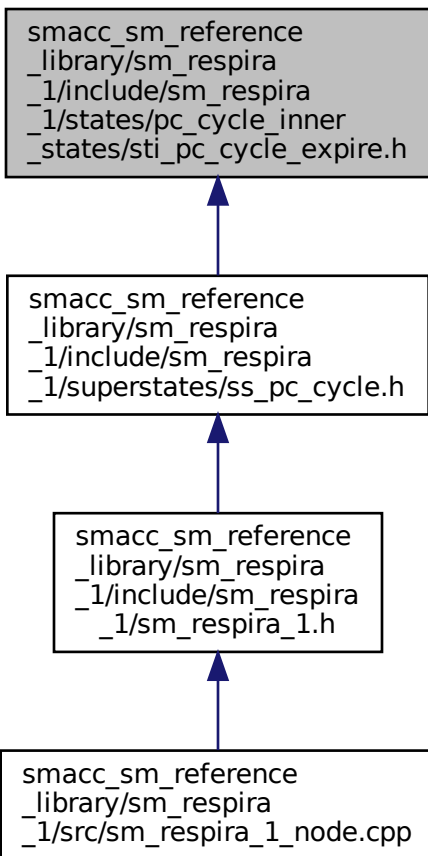 smacc_sm_reference
_library/sm_respira
_1/include/sm_respira
_1/states/pc_cycle_inner
_states/sti_pc_cycle_expire.h
smacc_sm_reference
_library/sm_respira
_1/include/sm_respira
_1/superstates/ss_pc_cycle.h
smacc_sm_reference
_library/sm_respira
_1/include/sm_respira
_1/sm_respira_1.h
smacc_sm_reference
_library/sm_respira
_1/src/sm_respira_1_node.cpp